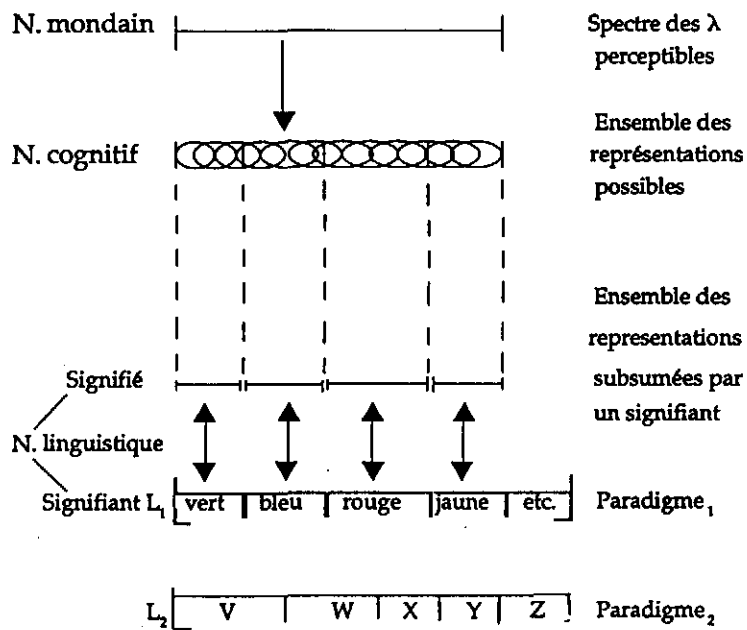 N. mondain
Spectre des λ
perceptibles
N. cognitif
Ensemble des
représentations
possibles
Ensemble des
representations
subsumées par
un signifiant
Signifié
N. linguistique
Signifiant L₁ vert bleu rouge jaune etc. Paradigme₁
L₂ V W X Y Z Paradigme₂